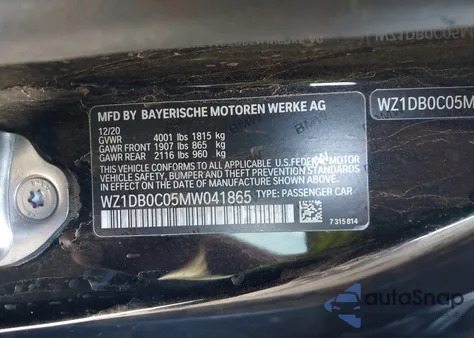 MFD BY BAYERISCHE MOTOREN WERKE AG
12/20
GVWR 4001 lbs 1815 kg
GAWR FRONT 1907 lbs 865 kg
GAWR REAR 2116 lbs 960 kg
THIS VEHICLE CONFORMS TO ALL APPLICABLE U.S.FEDERAL MOTOR
VEHICLE SAFETY, BUMPER, AND THEFT PREVENTION STANDARDS
IN EFFECT ON THE DATE OF MANUFACTURE SHOWN ABOVE.
WZ1DB0C05MW041865 TYPE: PASSENGER CAR
7 315 814
WZ1DB0C05M
autoSnap